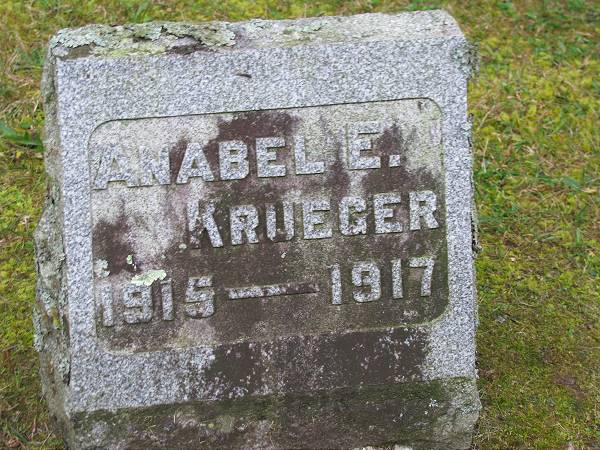 ANABEL E.
KRUEGER
1915 — 1917